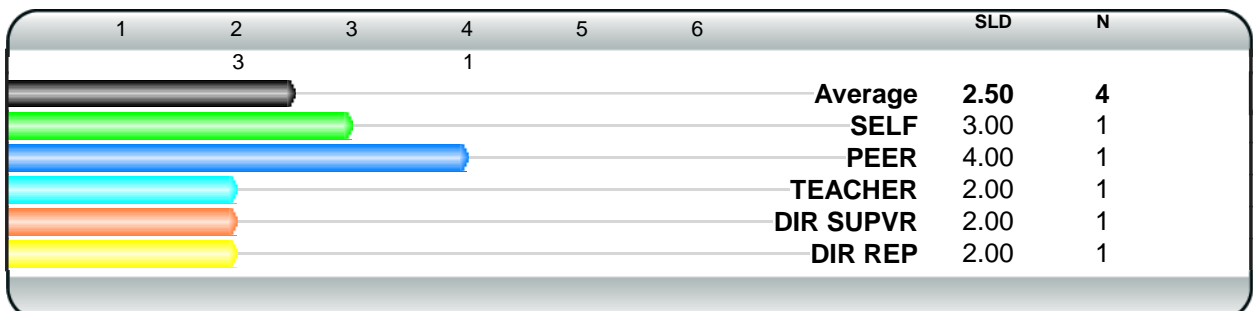 1 2 3 4 5 6 SLD N
3 1
Average 2.50 4
SELF 3.00 1
PEER 4.00 1
TEACHER 2.00 1
DIR SUPVR 2.00 1
DIR REP 2.00 1